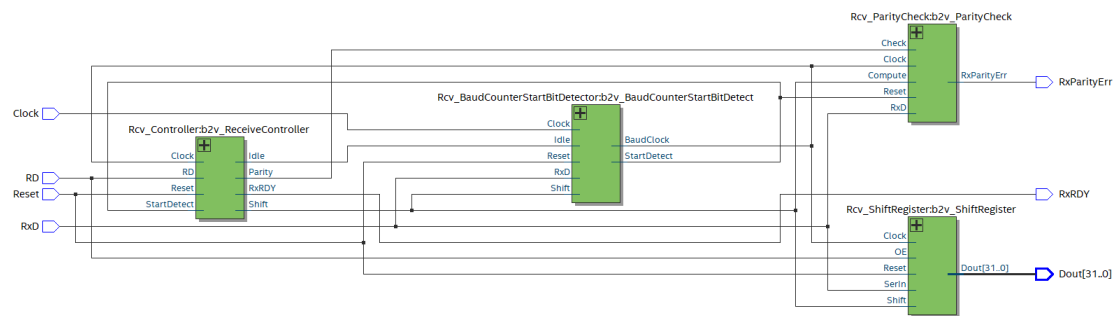 Rcv_ParityCheck:b2v_ParityCheck
Check
Clock
Compute
Reset
RxD
RxParityErr
RxParityErr
Rcv_BaudCounterStartBitDetector:b2v_BaudCounterStartBitDetect
Clock
Idle
Reset
RxD
Shift
BaudClock
StartDetect
Clock
RD
Reset
RxD
Rcv_Controller:b2v_ReceiveController
Clock
RD
Reset
StartDetect
Idle
Parity
RxRDY
Shift
RxRDY
Rcv_ShiftRegister:b2v_ShiftRegister
Clock
OE
Reset
SerIn
Shift
Dout[31..0]
Dout[31..0]